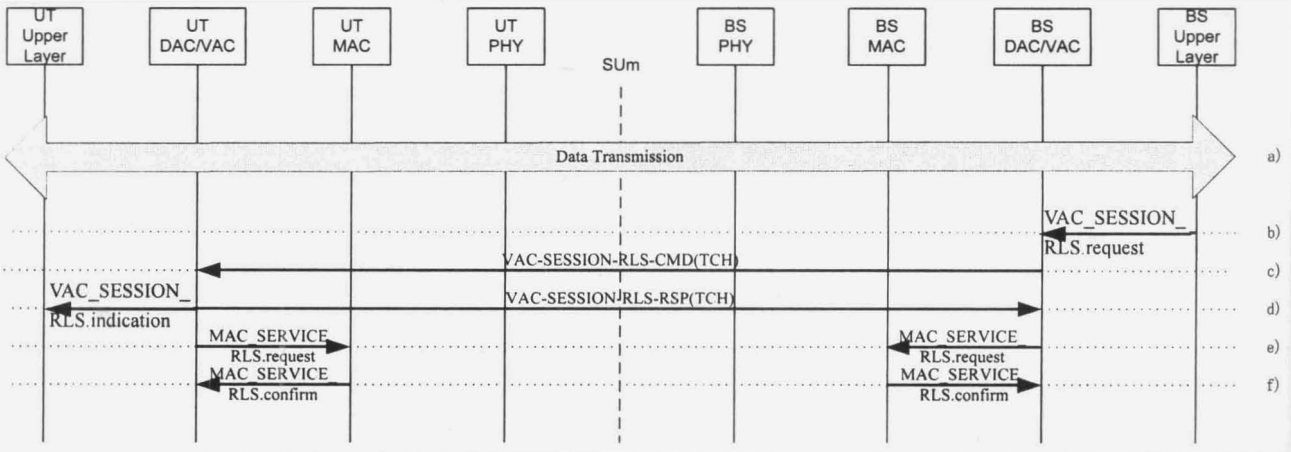 UT
Upper
Layer
UT
DAC/VAC
UT
MAC
UT
PHY
SUm
BS
PHY
BS
MAC
BS
DAC/VAC
BS
Upper
Layer
Data Transmission
a)
VAC_SESSION_
RLS.request
b)
VAC-SESSION-RLS-CMD(TCH)
c)
VAC_SESSION_
RLS.indication
VAC-SESSION-RLS-RSP(TCH)
d)
MAC_SERVICE_
RLS.request
MAC_SERVICE_
RLS.request
e)
MAC_SERVICE_
RLS.confirm
MAC_SERVICE_
RLS.confirm
f)